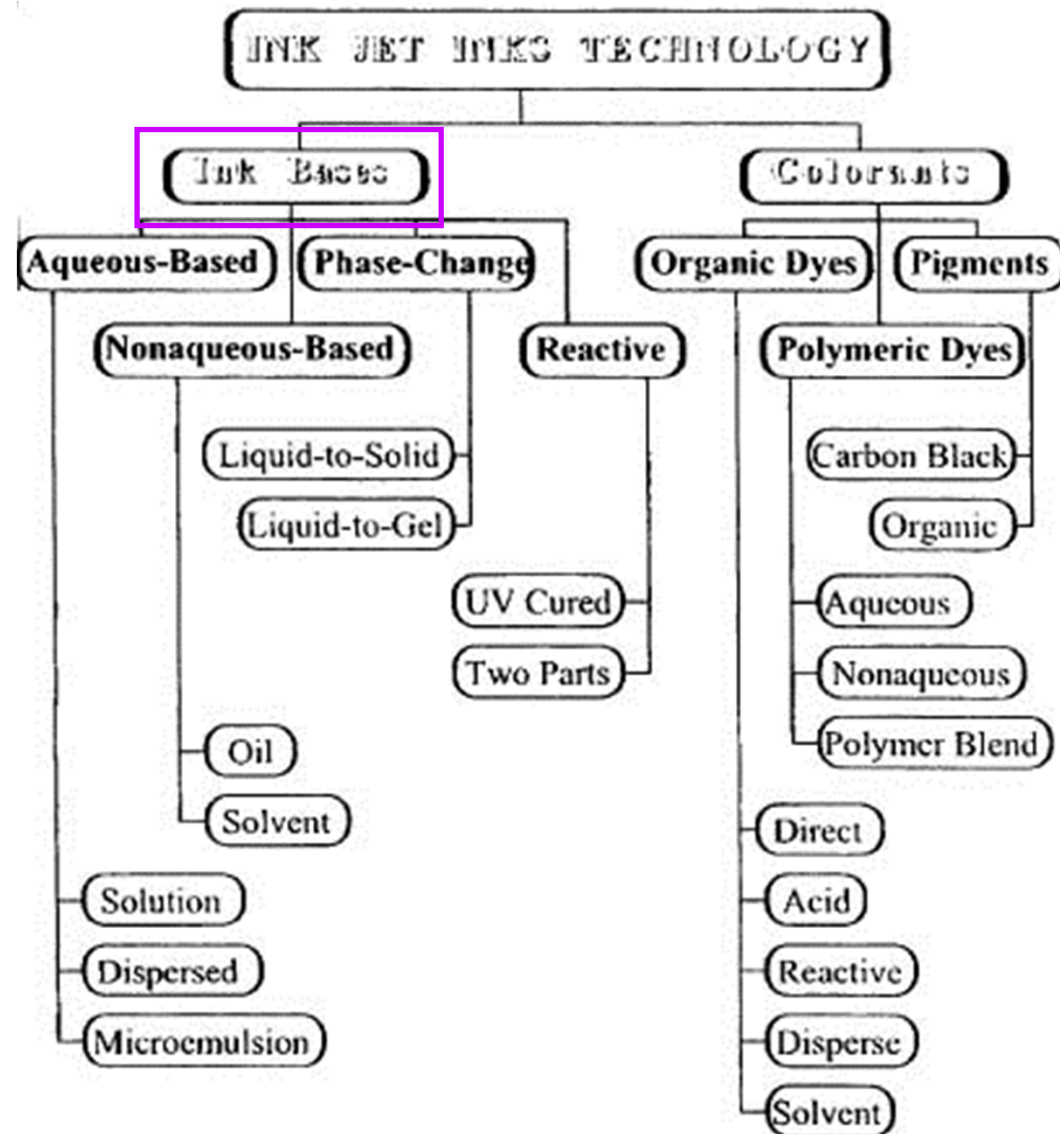 INK JET INKS TECHNOLOGY
Ink Bases
Colorants
Aqueous-Based
Phase-Change
Organic Dyes
Pigments
Nonaqueous-Based
Reactive
Polymeric Dyes
Liquid-to-Solid
Carbon Black
Liquid-to-Gel
Organic
UV Cured
Aqueous
Two Parts
Nonaqueous
Oil
Polymer Blend
Solvent
Direct
Solution
Acid
Dispersed
Reactive
Microemulsion
Disperse
Solvent